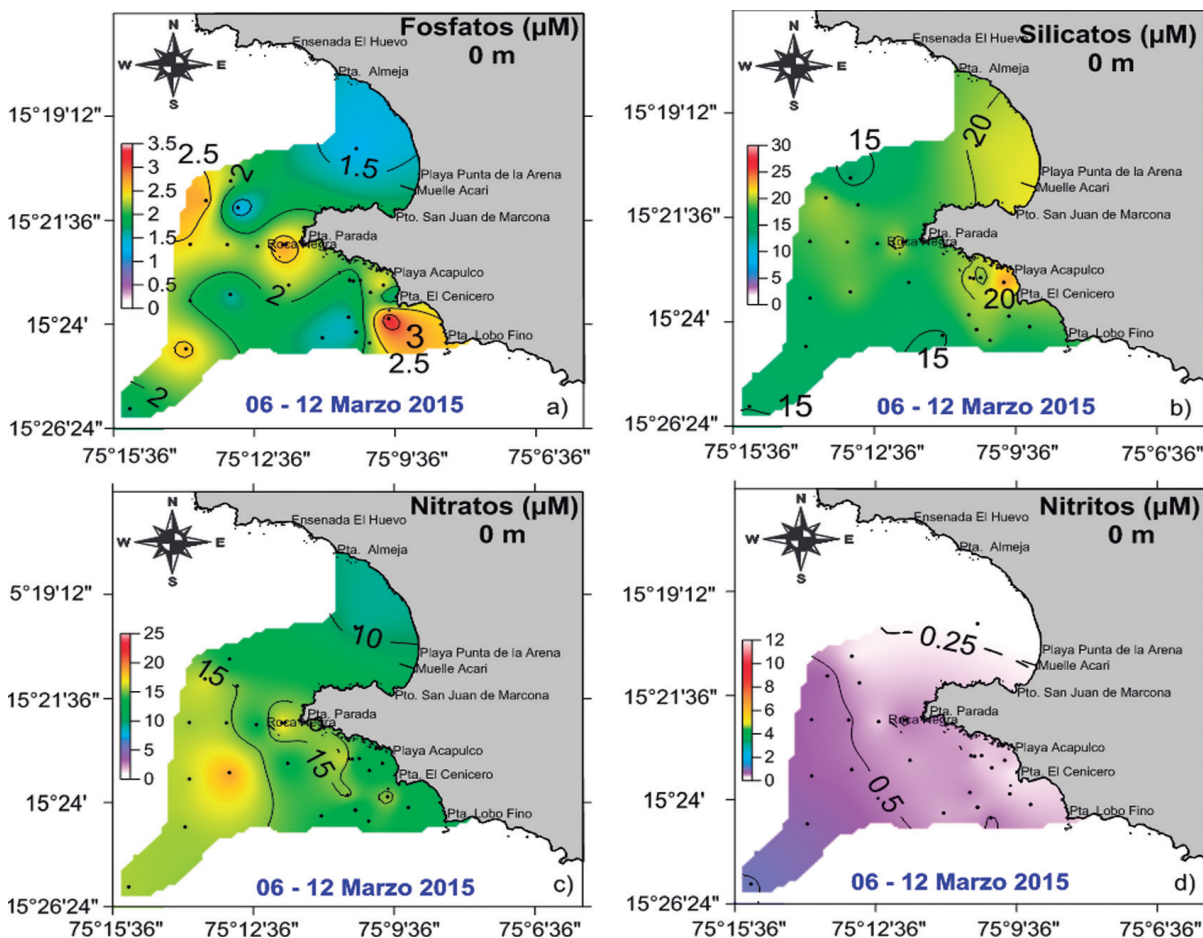 Fosfatos (µM)
0 m
N
W E
S
Ensenada El Huevo
Pta. Almeja
15°19'12"
3.5
3
2.5
2
1.5
1
0.5
0
2.5
2
1.5
Playa Punta de la Arena
Muelle Acari
Pto. San Juan de Marcona
15°21'36"
Pta. Parada
Roca Negra
Playa Acapulco
2
Pta. El Cenicero
15°24'
3
Pta. Lobo Fino
2.5
2
06 - 12 Marzo 2015
a)
15°26'24"
75°15'36" 75°12'36" 75°9'36" 75°6'36"
Silicatos (µM)
0 m
N
W E
S
Ensenada El Huevo
Pta. Almeja
15°19'12"
30
25
20
15
10
5
0
15
20
Playa Punta de la Arena
Muelle Acari
Pto. San Juan de Marcona
15°21'36"
Pta. Parada
Roca Negra
Playa Acapulco
Pta. El Cenicero
20
15°24'
Pta. Lobo Fino
15
15
06 - 12 Marzo 2015
b)
15°26'24"
75°15'36" 75°12'36" 75°9'36" 75°6'36"
Nitratos (µM)
0 m
N
W E
S
Ensenada El Huevo
Pta. Almeja
5°19'12"
25
20
15
10
5
0
10
15
Playa Punta de la Arena
Muelle Acari
Pto. San Juan de Marcona
15°21'36"
Pta. Parada
Roca Negra
Playa Acapulco
15
Pta. El Cenicero
15°24'
Pta. Lobo Fino
06 - 12 Marzo 2015
c)
15°26'24"
75°15'36" 75°12'36" 75°9'36" 75°6'36"
Nitritos (µM)
0 m
N
W E
S
Ensenada El Huevo
Pta. Almeja
15°19'12"
12
10
8
6
4
2
0
0.25
Playa Punta de la Arena
Muelle Acari
Pto. San Juan de Marcona
15°21'36"
Pta. Parada
Roca Negra
Playa Acapulco
Pta. El Cenicero
0.5
15°24'
Pta. Lobo Fino
06 - 12 Marzo 2015
d)
15°26'24"
75°15'36" 75°12'36" 75°9'36" 75°6'36"